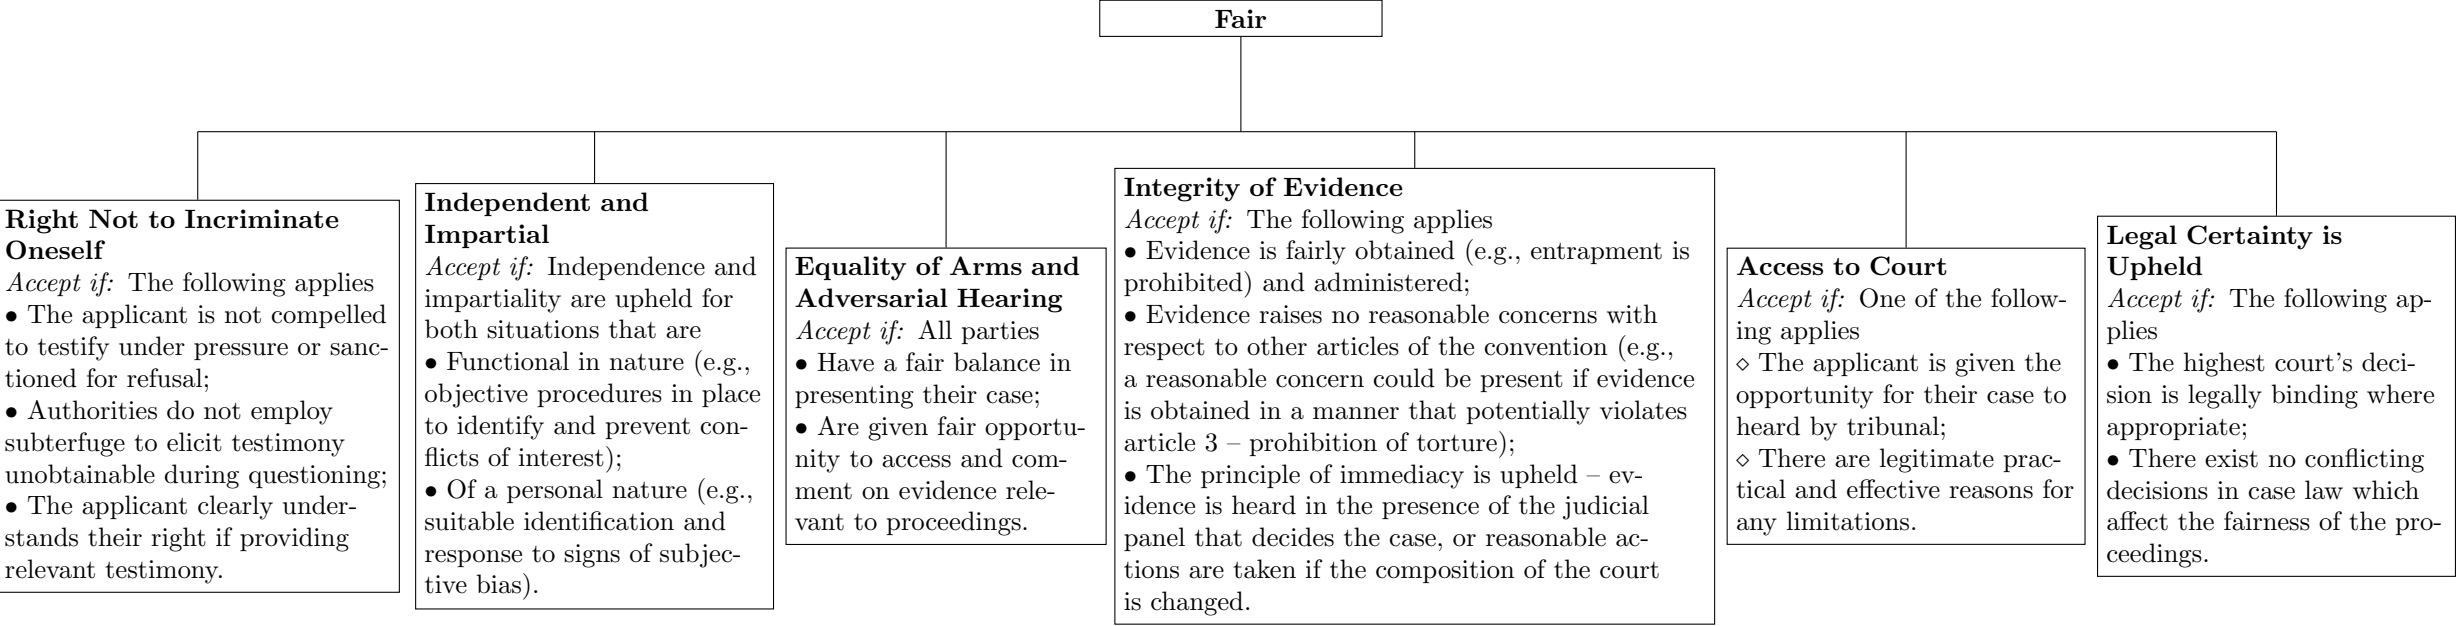 Fair
Right Not to Incriminate
Oneself
Accept if: The following applies
• The applicant is not compelled
to testify under pressure or sanc-
tioned for refusal;
• Authorities do not employ
subterfuge to elicit testimony
unobtainable during questioning;
• The applicant clearly under-
stands their right if providing
relevant testimony.
Independent and
Impartial
Accept if: Independence and
impartiality are upheld for
both situations that are
• Functional in nature (e.g.,
objective procedures in place
to identify and prevent con-
flicts of interest);
• Of a personal nature (e.g.,
suitable identification and
response to signs of subjec-
tive bias).
Equality of Arms and
Adversarial Hearing
Accept if: All parties
• Have a fair balance in
presenting their case;
• Are given fair opportu-
nity to access and com-
ment on evidence rele-
vant to proceedings.
Integrity of Evidence
Accept if: The following applies
• Evidence is fairly obtained (e.g., entrapment is
prohibited) and administered;
• Evidence raises no reasonable concerns with
respect to other articles of the convention (e.g.,
a reasonable concern could be present if evidence
is obtained in a manner that potentially violates
article 3 – prohibition of torture);
• The principle of immediacy is upheld – ev-
idence is heard in the presence of the judicial
panel that decides the case, or reasonable ac-
tions are taken if the composition of the court
is changed.
Access to Court
Accept if: One of the follow-
ing applies
⋄ The applicant is given the
opportunity for their case to
heard by tribunal;
⋄ There are legitimate prac-
tical and effective reasons for
any limitations.
Legal Certainty is
Upheld
Accept if: The following ap-
plies
• The highest court's deci-
sion is legally binding where
appropriate;
• There exist no conflicting
decisions in case law which
affect the fairness of the pro-
ceedings.